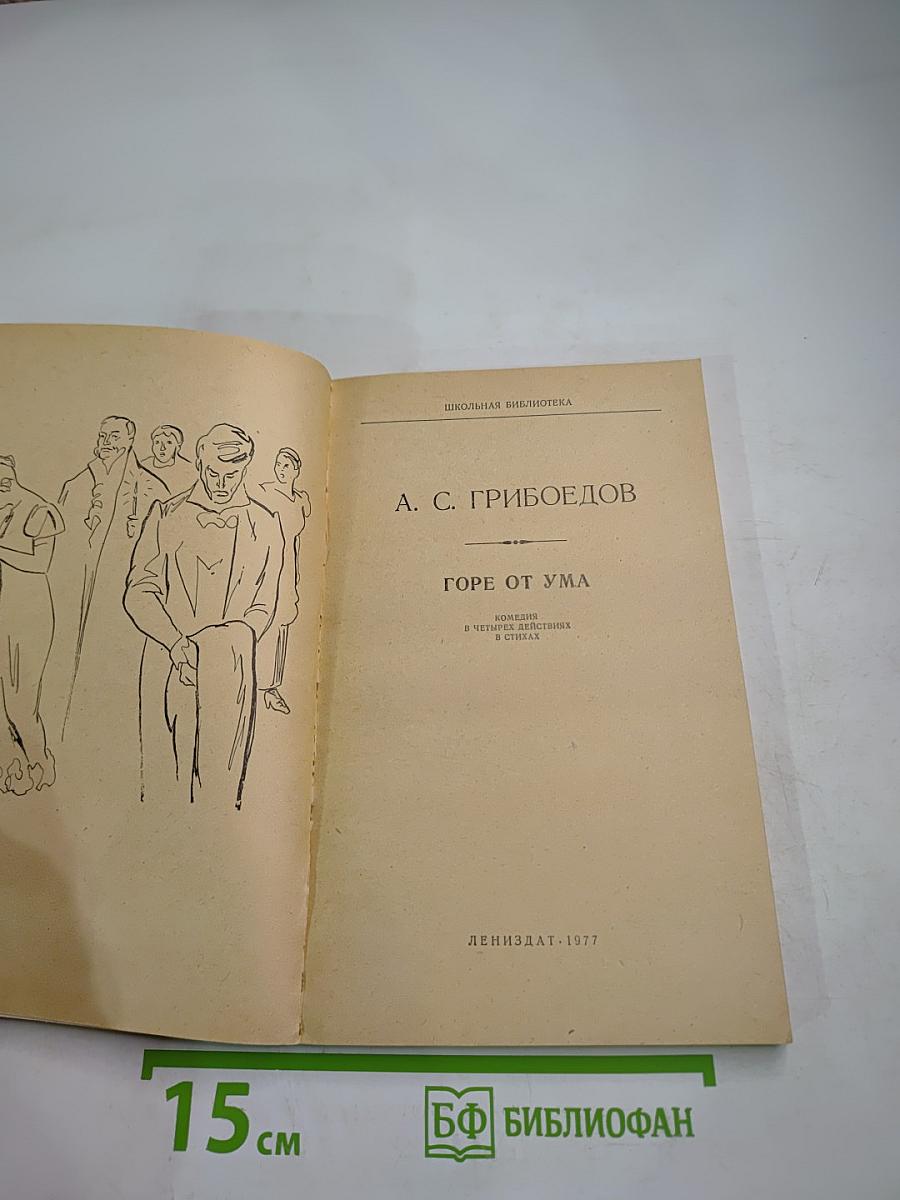 ШКОЛЬНАЯ БИБЛИОТЕКА
А. С. ГРИБОЕДОВ
ГОРЕ ОТ УМА
КОМЕДИЯ
В ЧЕТЫРЕХ ДЕЙСТВИЯХ
В СТИХАХ
ЛЕНИЗДАТ · 1977
15 см
БФ БИБЛИОФАН